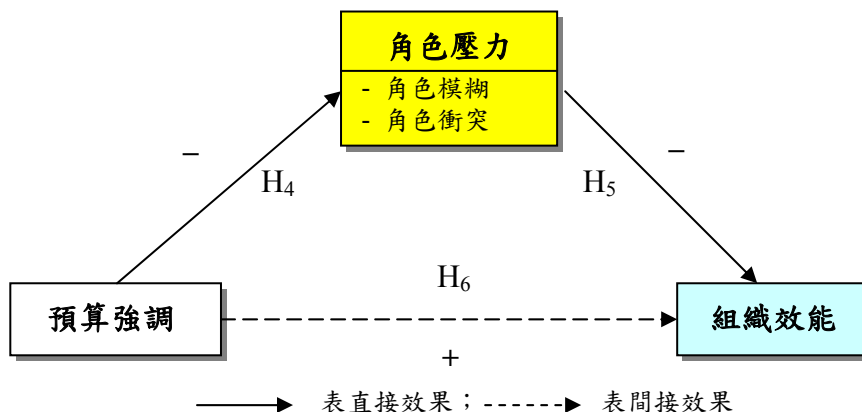 角色壓力
- 角色模糊
- 角色衝突
−
−
H4
H5
H6
預算強調
組織效能
+
表直接效果；
表間接效果